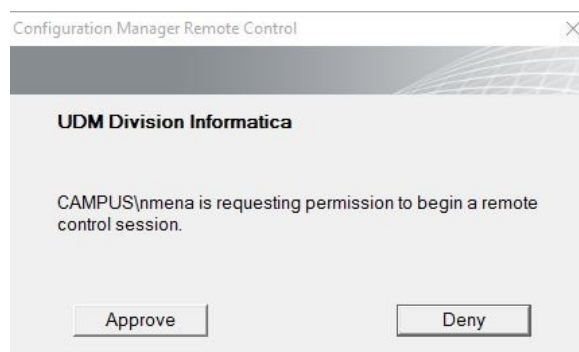 Configuration Manager Remote Control
UDM Division Informatica
CAMPUS\nmena is requesting permission to begin a remote
control session.
Approve
Deny